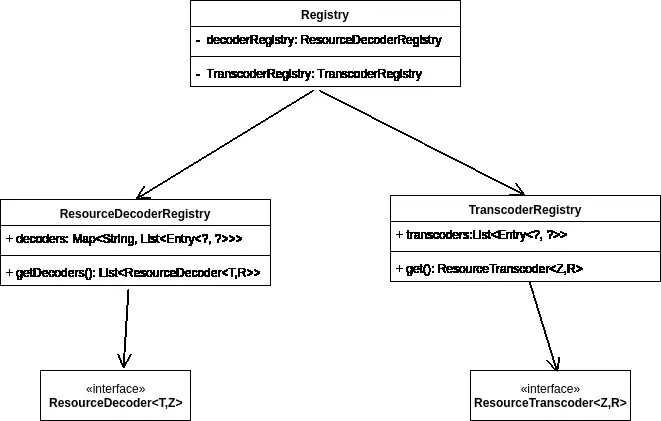 Registry
- decoderRegistry: ResourceDecoderRegistry
- TranscoderRegistry: TranscoderRegistry
ResourceDecoderRegistry
+ decoders: Map<String, List<Entry<?, ?>>>
+ getDecoders(): List<ResourceDecoder<T,R>>
TranscoderRegistry
+ transcoders:List<Entry<?, ?>>
+ get(): ResourceTranscoder<Z,R>
«interface»
ResourceDecoder<T,Z>
«interface»
ResourceTranscoder<Z,R>